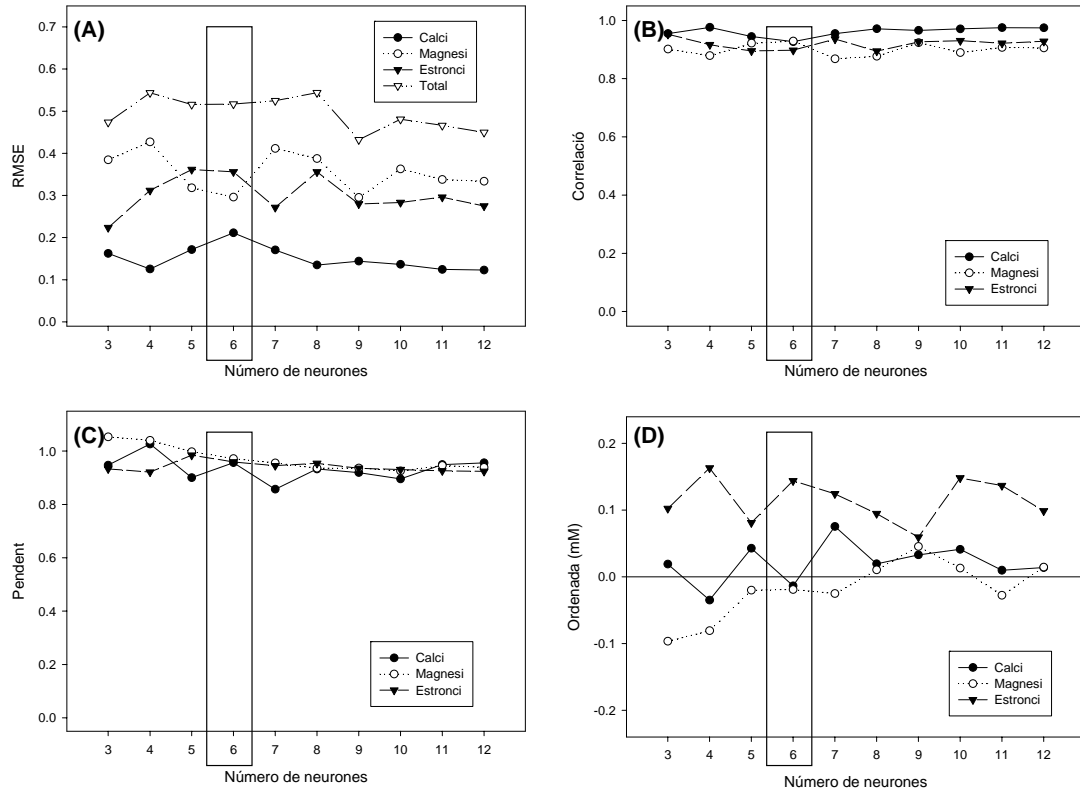 (A)
0.7
0.6
0.5
0.4
0.3
0.2
0.1
0.0
RMSE
Calci
Magnesi
Estronci
Total
3 4 5 6 7 8 9 10 11 12
Número de neurones
(B)
1.0
0.8
0.6
0.4
0.2
0.0
Correlació
Calci
Magnesi
Estronci
3 4 5 6 7 8 9 10 11 12
Número de neurones
(C)
1.0
0.8
0.6
0.4
0.2
0.0
Pendent
Calci
Magnesi
Estronci
3 4 5 6 7 8 9 10 11 12
Número de neurones
(D)
0.2
0.1
0.0
-0.1
-0.2
Ordenada (mM)
Calci
Magnesi
Estronci
3 4 5 6 7 8 9 10 11 12
Número de neurones